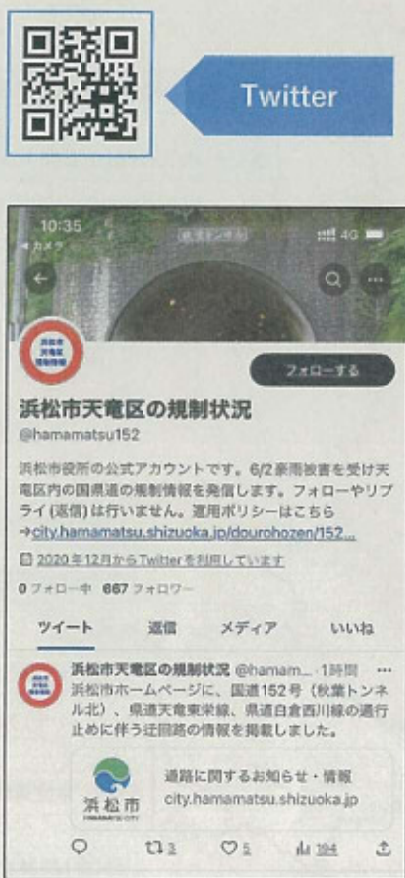 Twitter
10:35
4G
◀ カメラ
フォローする
浜松市
天竜区
規制情報
浜松市天竜区の規制状況
@hamamatsu152
浜松市役所の公式アカウントです。6/2豪雨被害を受け天
竜区内の国県道の規制情報を発信します。フォローやリプ
ライ(返信)は行いません。運用ポリシーはこちら
→city.hamamatsu.shizuoka.jp/dourohozen/152...
2020年12月からTwitterを利用しています
0 フォロー中 667 フォロワー
ツイート 返信 メディア いいね
浜松市天竜区の規制状況 @hamam... ・1時間 •••
浜松市ホームページに、国道152号（秋葉トンネ
ル北）、県道天竜東栄線、県道白倉西川線の通行
止めに伴う迂回路の情報を掲載しました。
道路に関するお知らせ・情報
city.hamamatsu.shizuoka.jp
浜松市
HAMAMATSU CITY
3 5 194